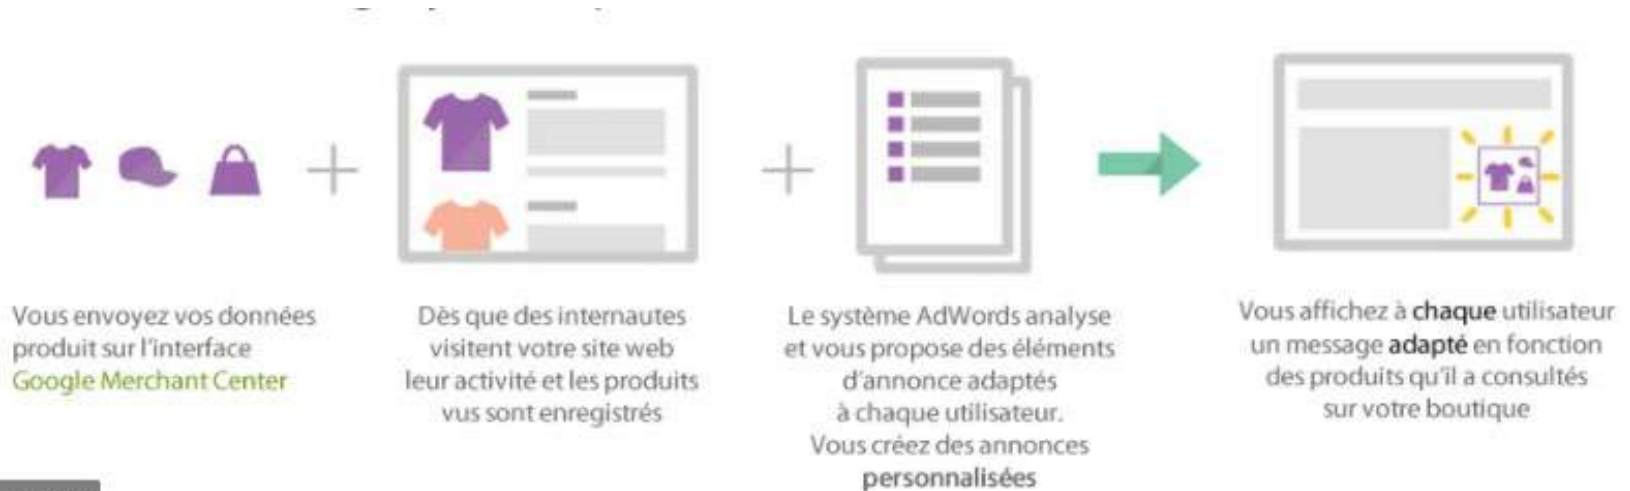 Vous envoyez vos données
produit sur l'interface
Google Merchant Center
Dès que des internautes
visitent votre site web
leur activité et les produits
vus sont enregistrés
Le système AdWords analyse
et vous propose des éléments
d'annonce adaptés
à chaque utilisateur.
Vous créez des annonces
personnalisées
Vous affichez à chaque utilisateur
un message adapté en fonction
des produits qu'il a consultés
sur votre boutique